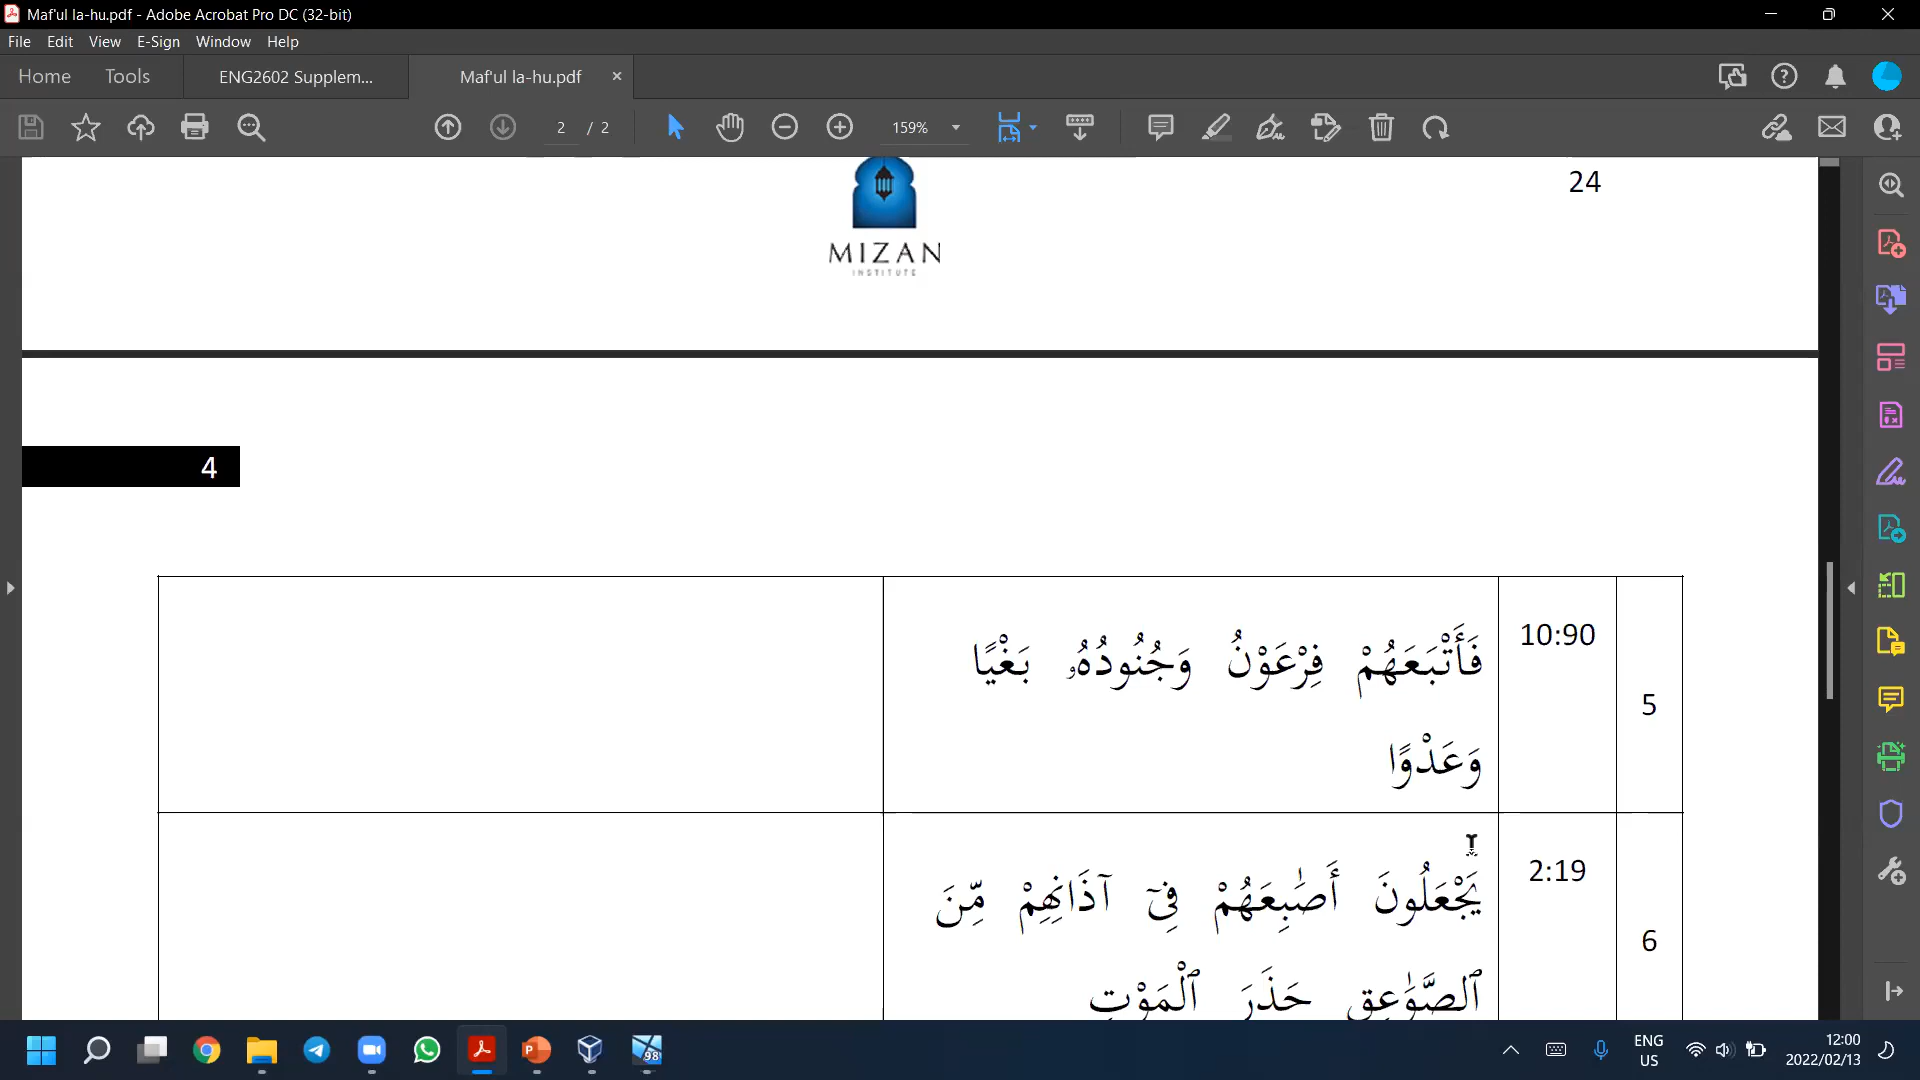 Maf'ul la-hu.pdf - Adobe Acrobat Pro DC (32-bit)
File Edit View E-Sign Window Help
Home Tools ENG2602 Supplem... Maf'ul la-hu.pdf
2 / 2 159%
24
MIZAN
INSTITUTE
4
فَأَتْبَعَهُمْ فِرْعَوْنُ وَجُنُودُهُۥ بَغْيًا
وَعَدْوًا
10:90
5
يَجْعَلُونَ أَصَٰبِعَهُمْ فِىٓ آذَانِهِمْ مِّنَ
ٱلصَّوَٰعِقِ حَذَرَ ٱلْمَوْتِ
2:19
6
98
ENG
US
12:00
2022/02/13